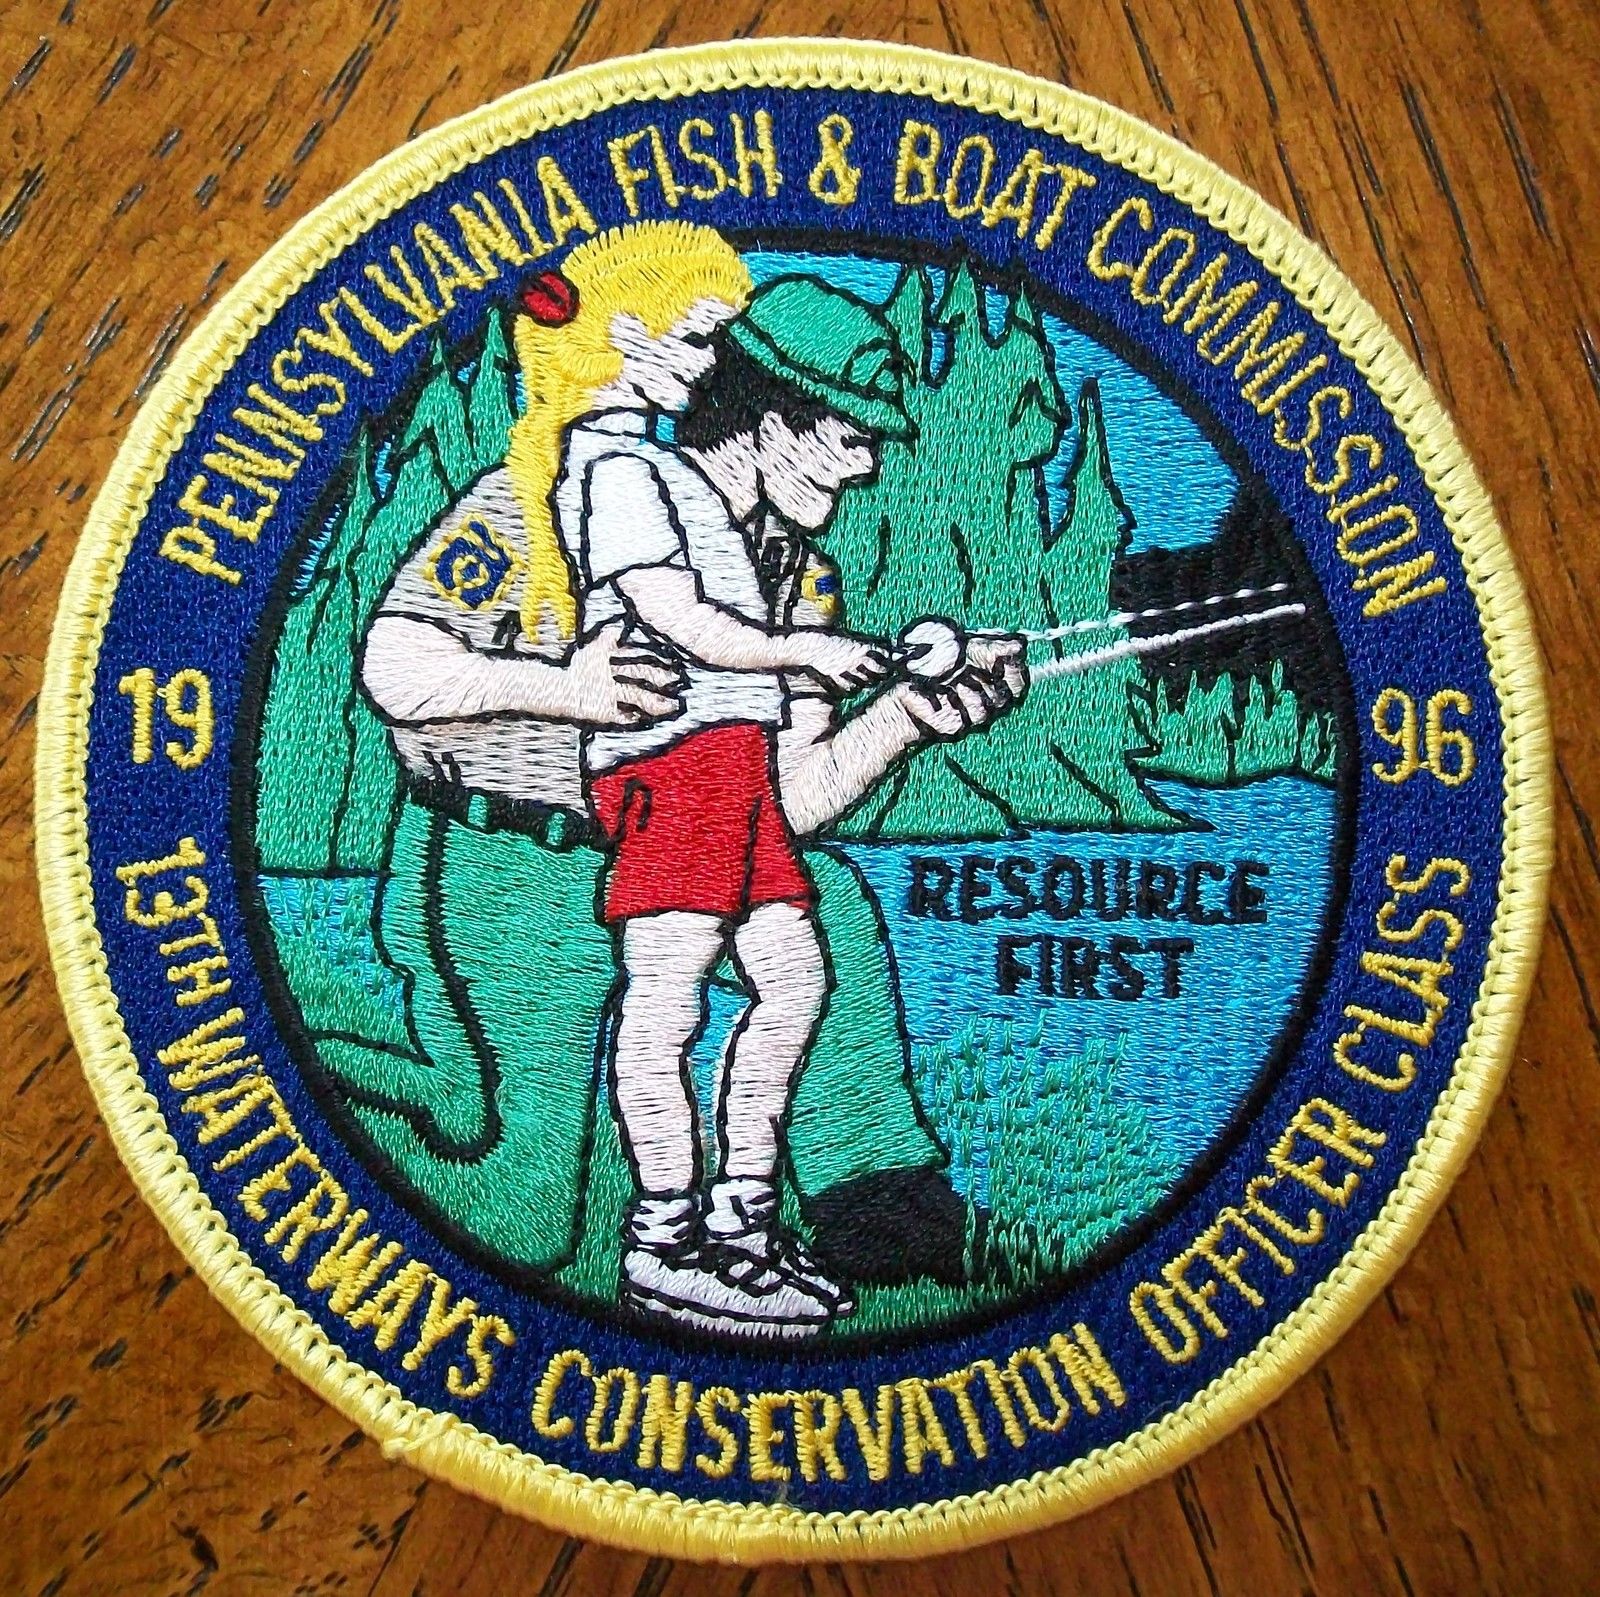 PENNSYLVANIA FISH & BOAT COMMISSION
19 96
RESOURCE
FIRST
13TH WATERWAYS CONSERVATION OFFICER CLASS